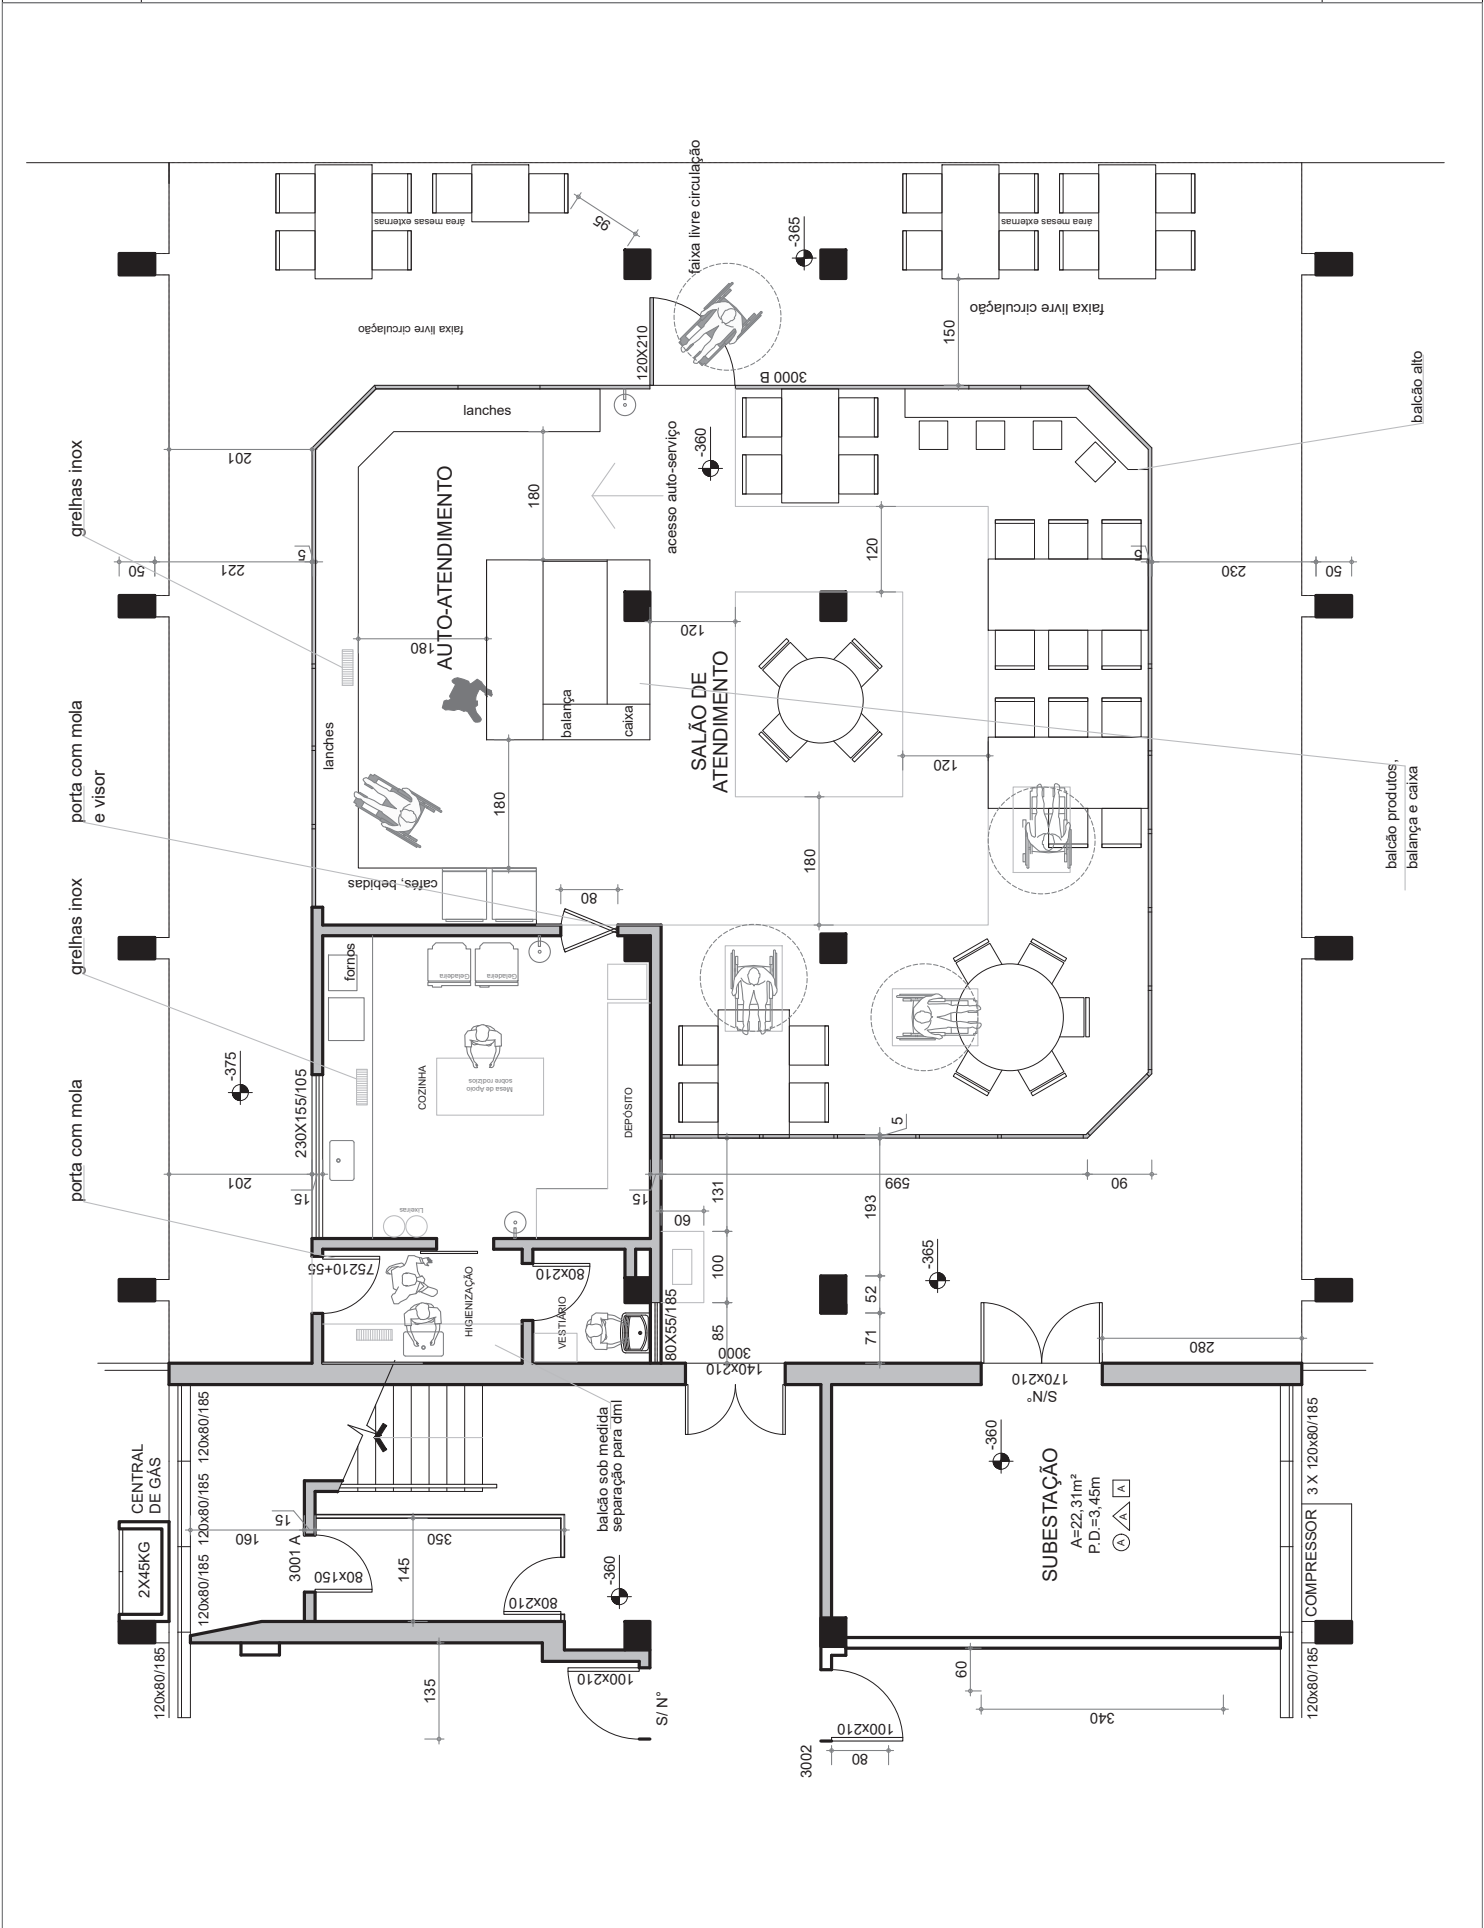 faixa livre circulação
área mesas externas
95
-365
área mesas externas
faixa livre circulação
120X210
faixa livre circulação
150
3000 B
lanches
balcão alto
grelhas inox
201
AUTO-ATENDIMENTO
180
acesso auto-serviço
-360
50
221
5
120
5
230
50
180
120
SALÃO DE
ATENDIMENTO
porta com mola
e visor
lanches
balança
caixa
120
balcão produtos,
balança e caixa
180
180
cafés, bebidas
80
grelhas inox
fornos
Geladeira
Geladeira
-375
230X155/105
COZINHA
Mesa de Apoio
sobre rodízios
DEPÓSITO
porta com mola
5
201
15
15
599
90
131
193
60
Lixeiras
75210+55
HIGIENIZAÇÃO
80x210
VESTIÁRIO
100
52
-365
80X55/185
85
71
3000
140x210
280
170x210
S/N°
120x80/185
120x80/185
120x80/185
120x80/185
CENTRAL
DE GÁS
2X45KG
balcão sob medida
separação para dml
15
160
350
3001 A
80x150
145
80x210
-360
-360
SUBESTAÇÃO
A=22,31m²
P.D.=3,45m
A
A
A
3 X 120x80/185
COMPRESSOR
120x80/185
135
100x210
S/ N°
60
340
100x210
3002
80